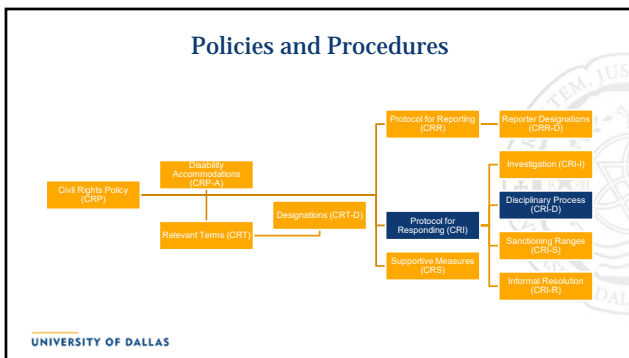 Policies and Procedures
Civil Rights Policy
(CRP)
Disability
Accommodations
(CRP-A)
Relevant Terms (CRT)
Designations (CRT-D)
Protocol for Reporting
(CRR)
Reporter Designations
(CRR-D)
Protocol for
Responding (CRI)
Investigation (CRI-I)
Disciplinary Process
(CRI-D)
Sanctioning Ranges
(CRI-S)
Informal Resolution
(CRI-R)
Supportive Measures
(CRS)
UNIVERSITY OF DALLAS